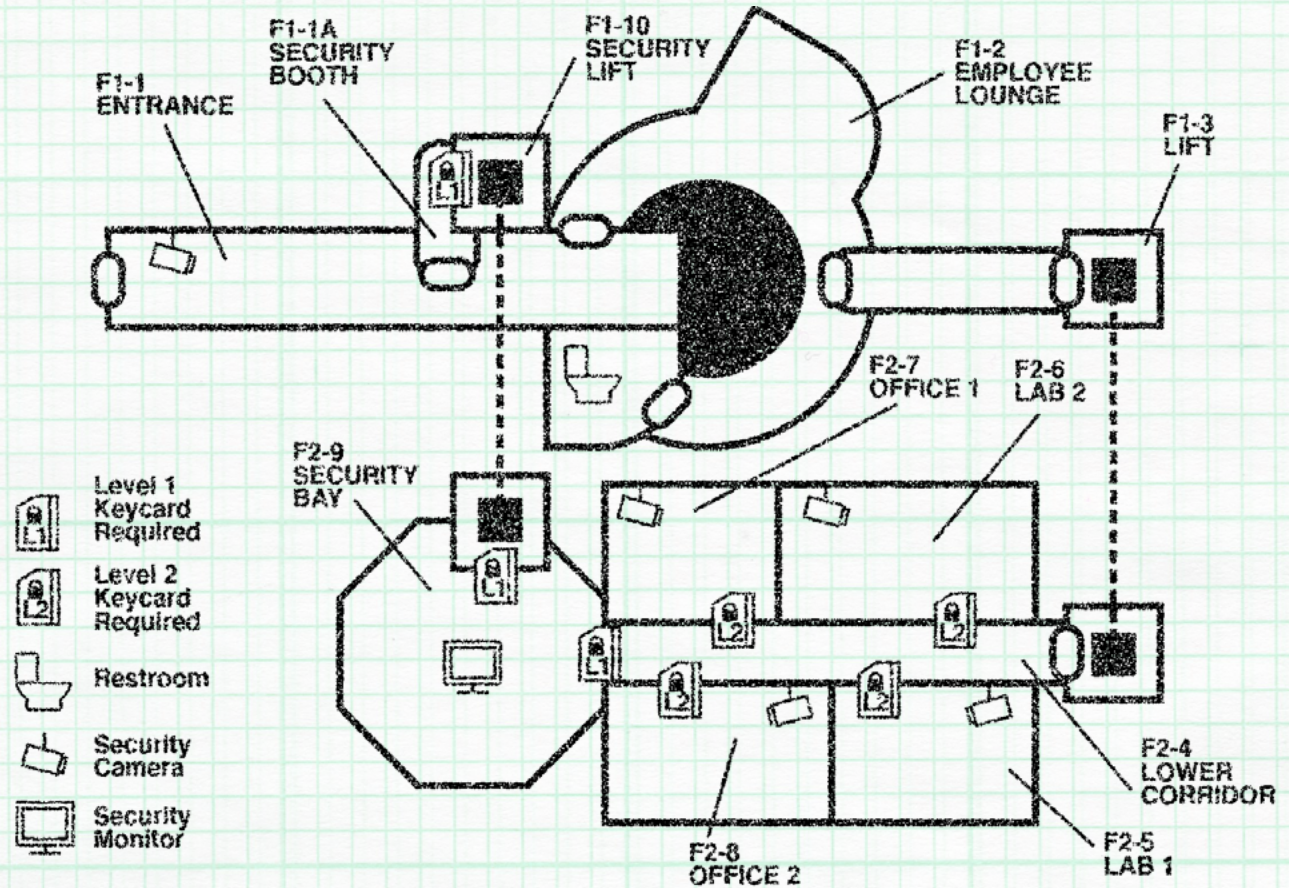 F1-1A
SECURITY
BOOTH
F1-10
SECURITY
LIFT
F1-2
EMPLOYEE
LOUNGE
F1-1
ENTRANCE
F1-3
LIFT
L1
F2-7
OFFICE 1
F2-6
LAB 2
F2-9
SECURITY
BAY
L1
L2
L2
L1
L2
L2
L1
Level 1
Keycard
Required
L2
Level 2
Keycard
Required
Restroom
Security
Camera
Security
Monitor
F2-4
LOWER
CORRIDOR
F2-8
OFFICE 2
F2-5
LAB 1